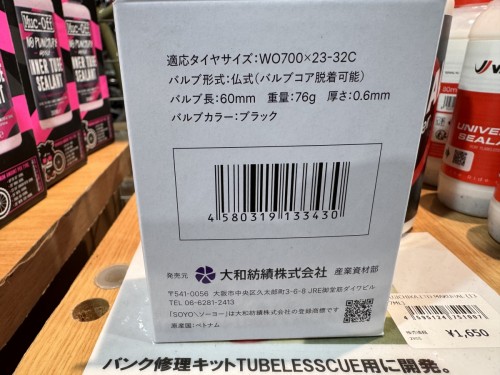 Muc-Off
NO PUNCTURE
INNER TUBE
SEALANT
適応タイヤサイズ:WO700×23-32C
バルブ形式:仏式(バルブコア脱着可能)
バルブ長:60mm 重量:76g 厚さ:0.6mm
バルブカラー:ブラック
4 580319 133430
発売元 大和紡績株式会社 産業資材部
〒541-0056 大阪市中央区久太郎町3-6-8 JRE御堂筋ダイワビル
TEL 06-6281-2413
「SOYO\ソーヨー」は大和紡績株式会社の登録商標です
原産国:ベトナム
UNIVER
SEALA
¥1,650
パンク修理キットTUBELESSCUE用に開発。